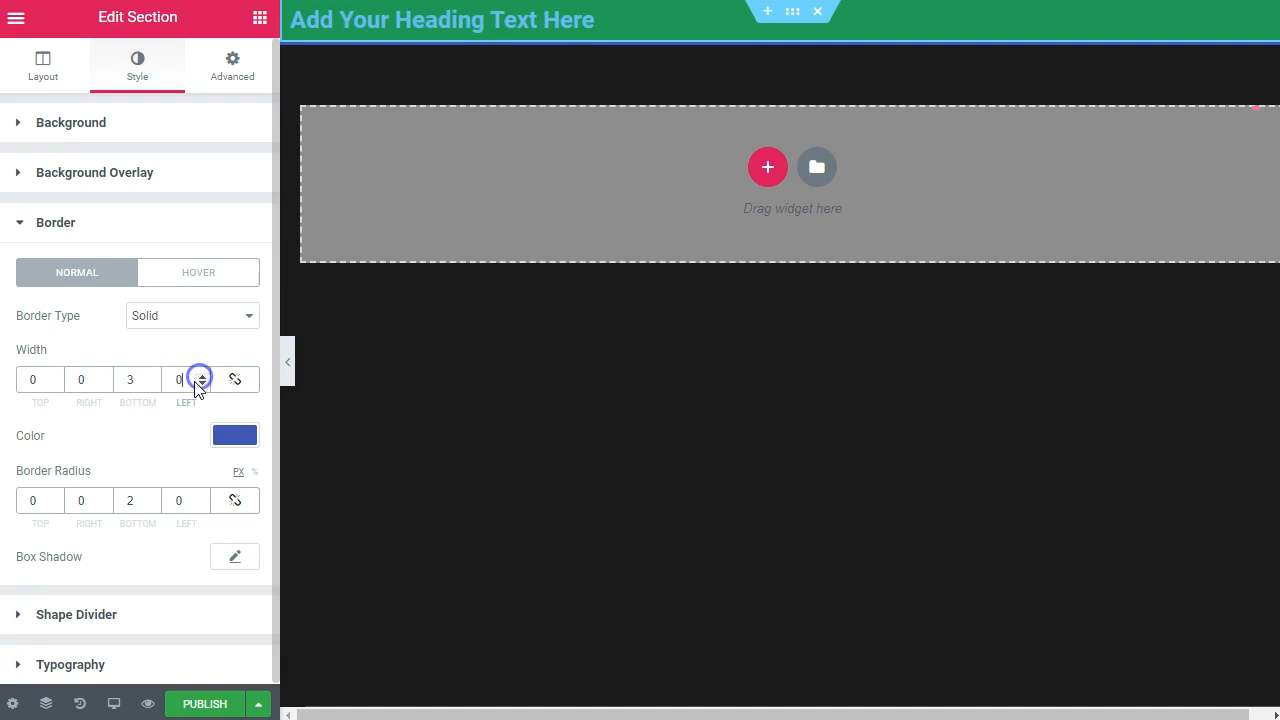 Edit Section
Add Your Heading Text Here
Layout
Style
Advanced
Background
Background Overlay
Border
NORMAL
HOVER
Border Type
Solid
Width
0
0
3
0
TOP
RIGHT
BOTTOM
LEFT
Color
Border Radius
PX
%
0
0
2
0
TOP
RIGHT
BOTTOM
LEFT
Box Shadow
Shape Divider
Typography
PUBLISH
Drag widget here